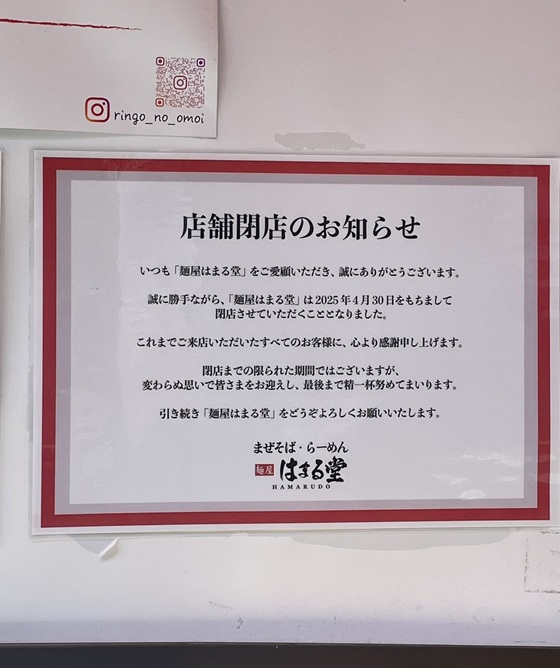 ringo_no_omoi
店舗閉店のお知らせ
いつも「麺屋はまる堂」をご愛顧いただき、誠にありがとうございます。
誠に勝手ながら、「麺屋はまる堂」は2025年4月30日をもちまして
閉店させていただくこととなりました。
これまでご来店いただいたすべてのお客様に、心より感謝申し上げます。
閉店までの限られた期間ではございますが、
変わらぬ思いで皆さまをお迎えし、最後まで精一杯努めてまいります。
引き続き「麺屋はまる堂」をどうぞよろしくお願いいたします。
まぜそば・らーめん
麺屋 はまる堂
HAMARUDO